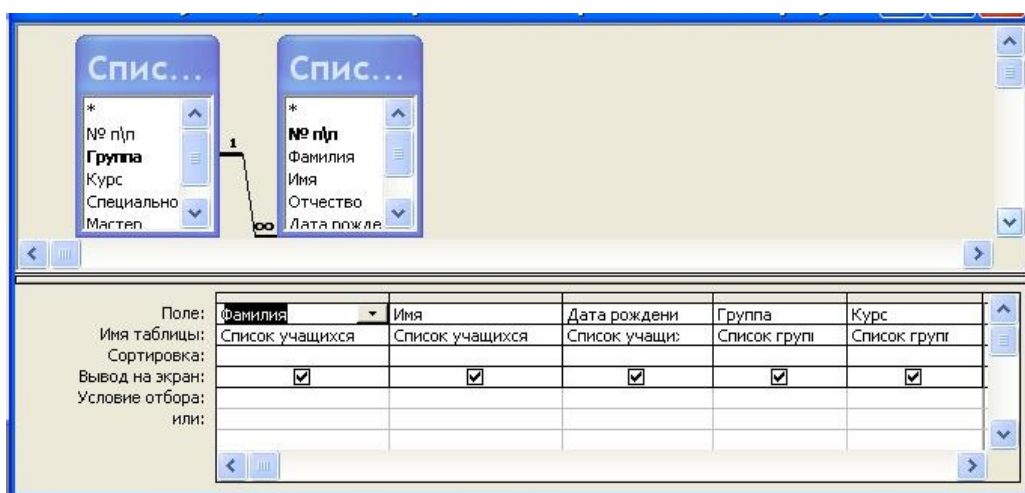 Спис...
Спис...
*
№ п\п
Группа
Курс
Специально
Мастер
1
∞
*
№ п\п
Фамилия
Имя
Отчество
Дата рожде
Поле: Фамилия Имя Дата рождени Группа Курс
Имя таблицы: Список учащихся Список учащихся Список учащи Список груп Список груп
Сортировка:
Вывод на экран:
Условие отбора:
или: